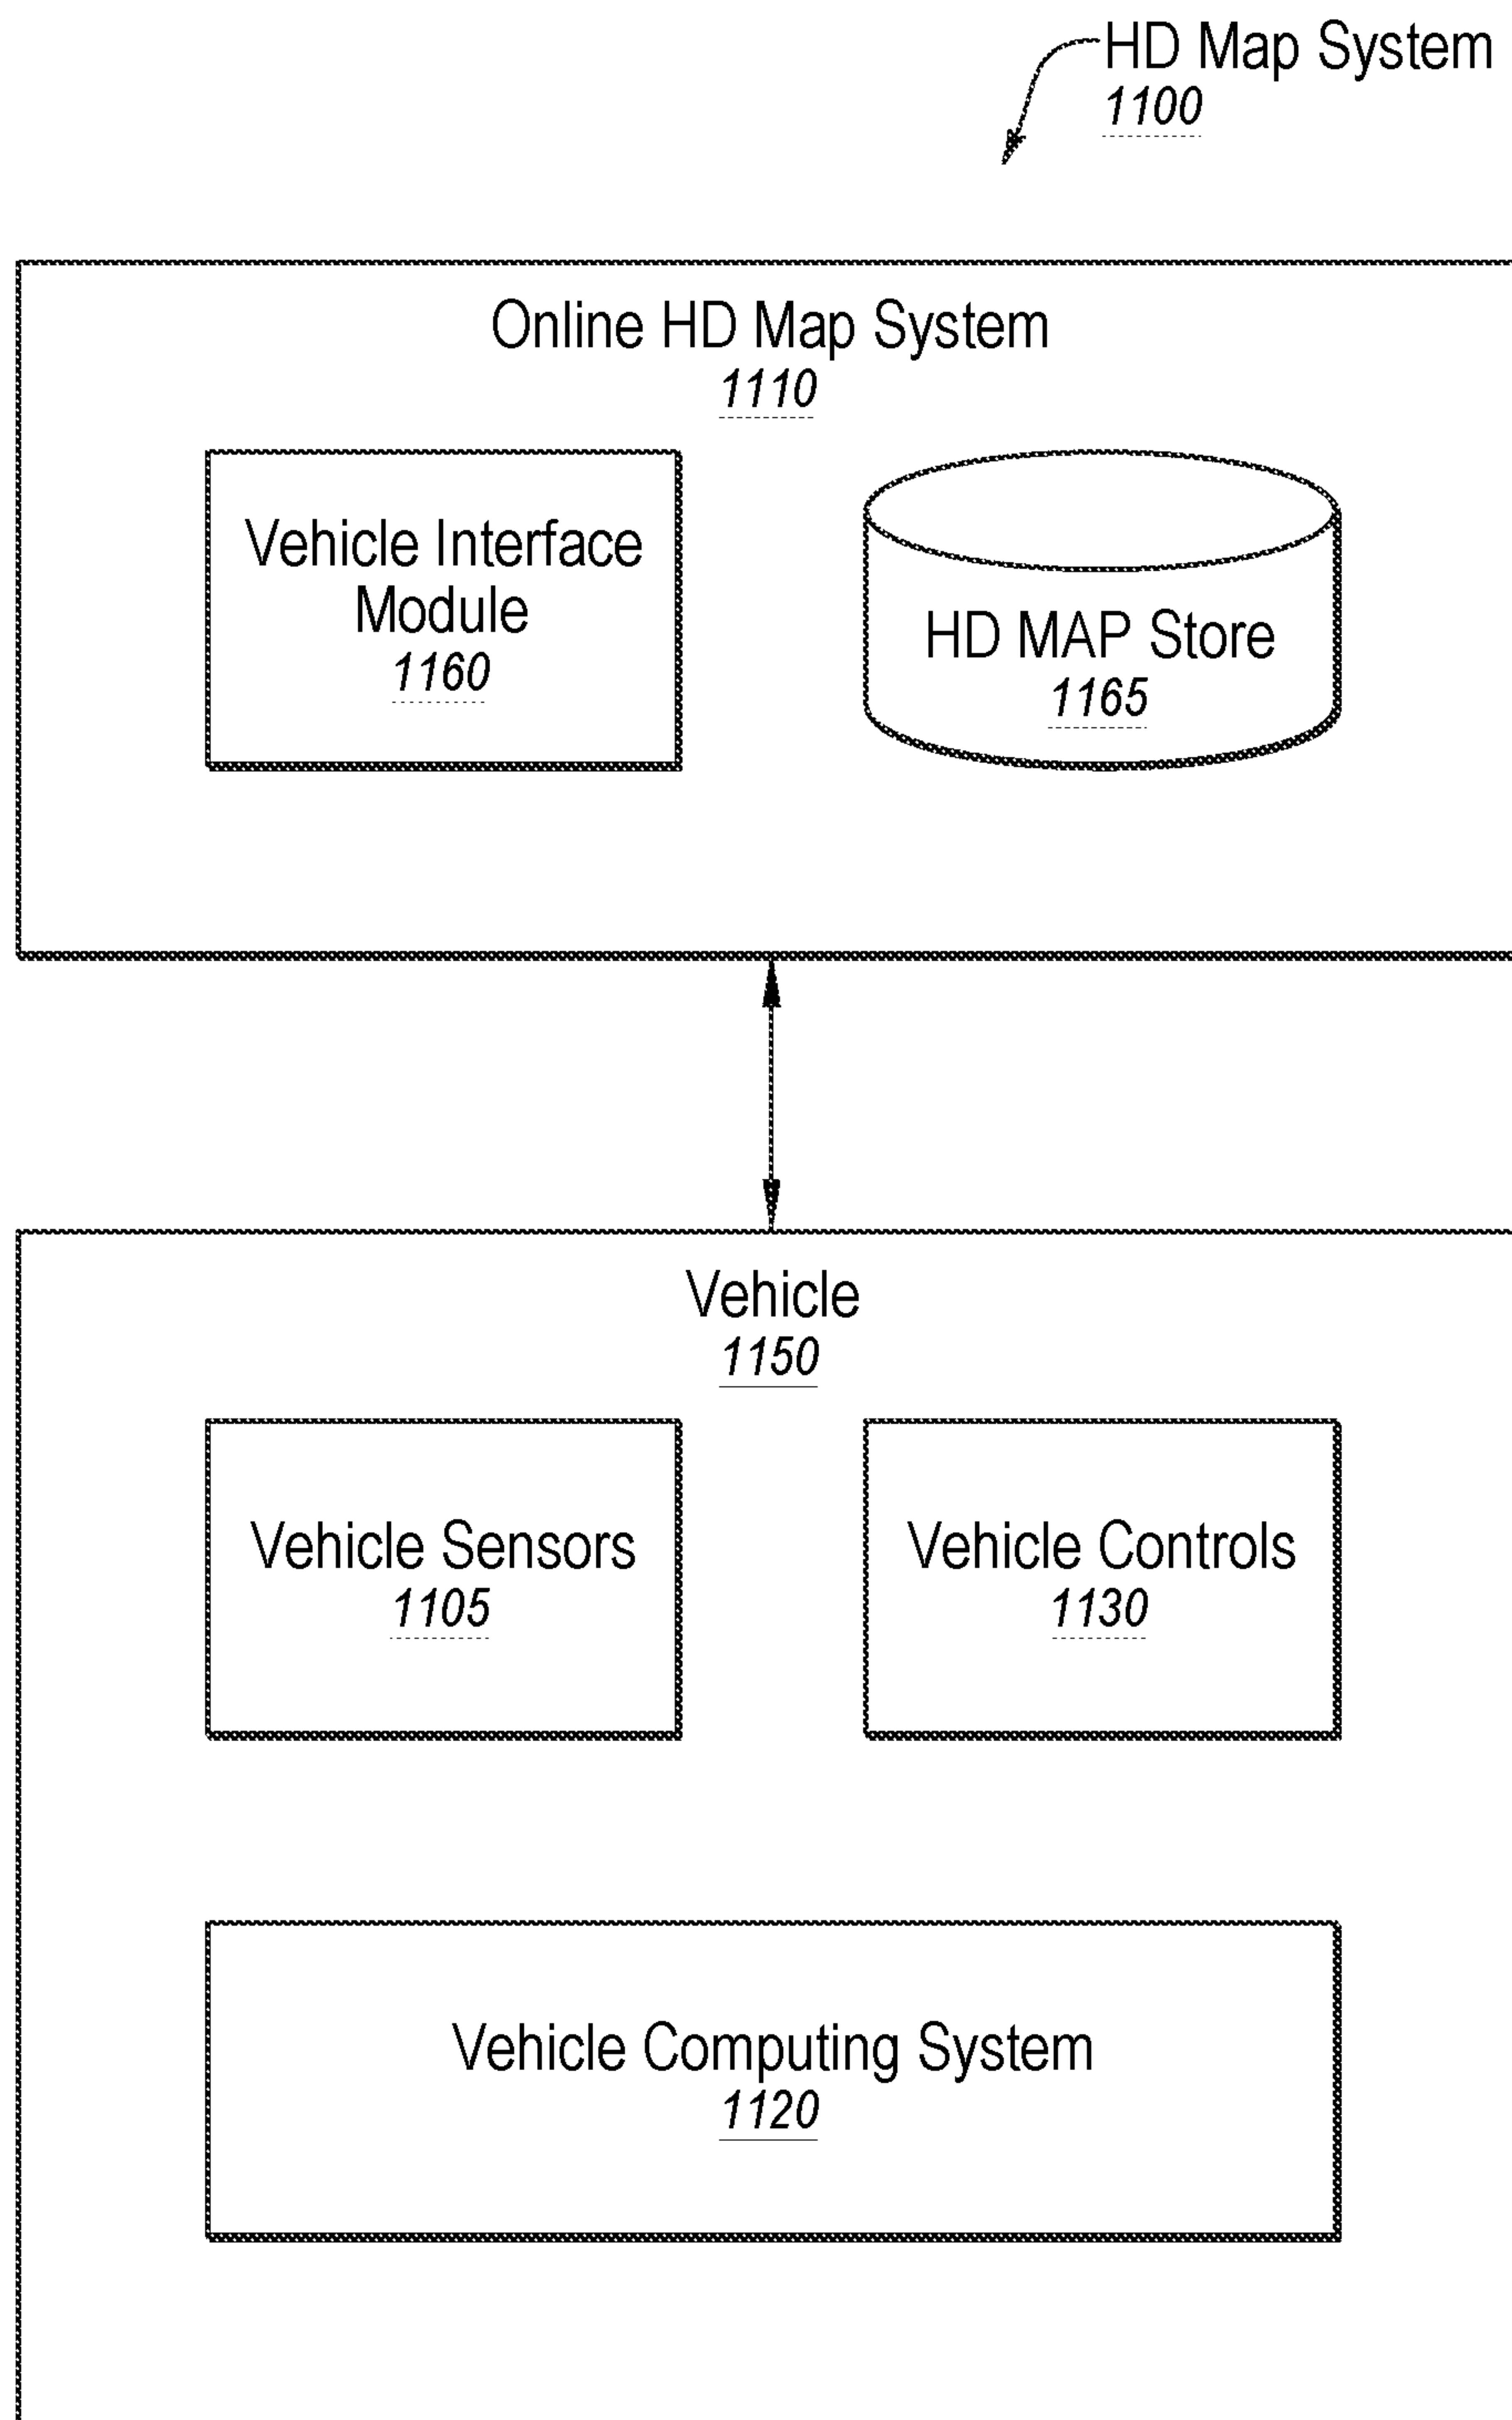 HD Map System
1100
Online HD Map System
1110
Vehicle Interface
Module
1160
HD MAP Store
1165
Vehicle
1150
Vehicle Sensors
1105
Vehicle Controls
1130
Vehicle Computing System
1120